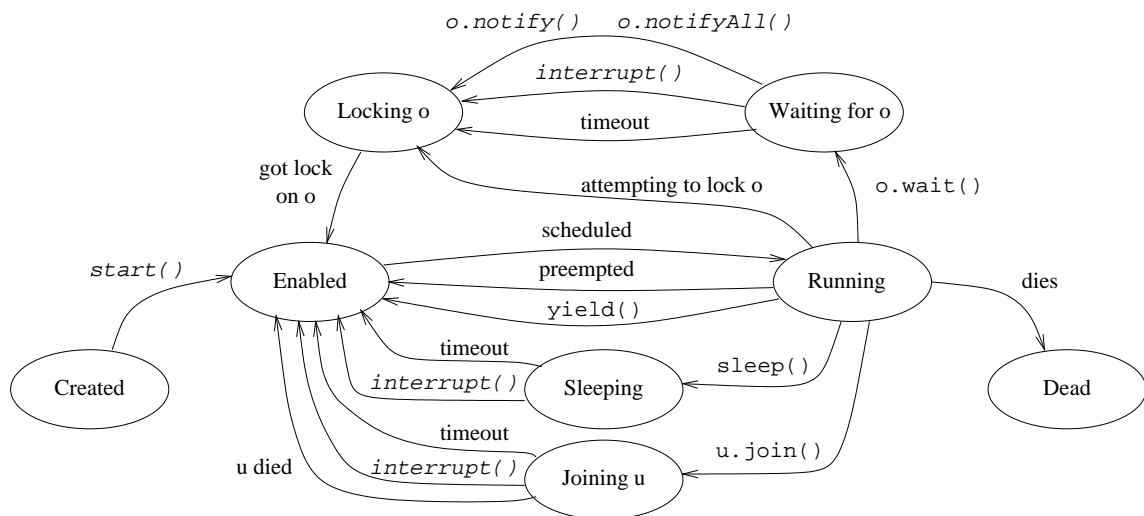 o.notify() o.notifyAll()
interrupt()
Locking o
Waiting for o
timeout
got lock
on o
attempting to lock o
o.wait()
scheduled
start()
Enabled
preempted
Running
dies
yield()
timeout
Created
interrupt()
Sleeping
sleep()
Dead
timeout
u.join()
u died
interrupt()
Joining u